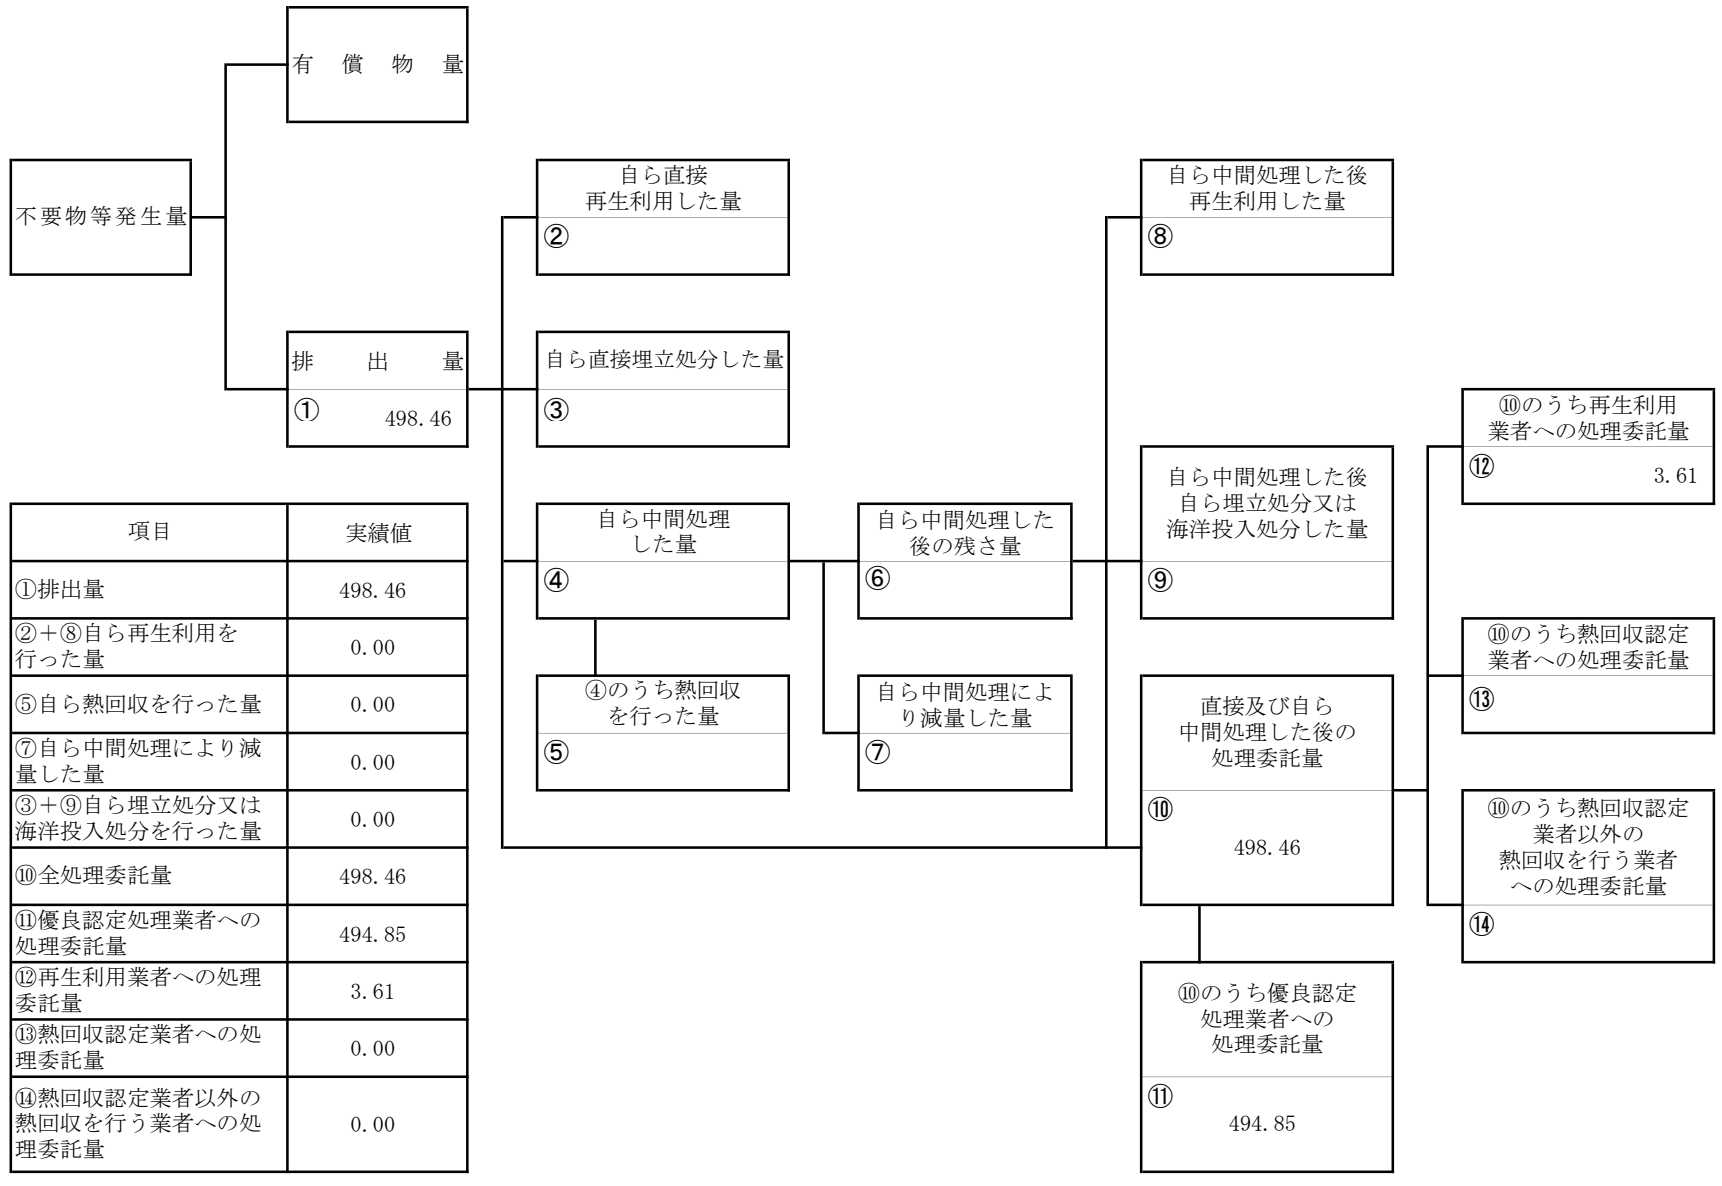 有償物量
不要物等発生量
排出量
①
498.46
自ら直接
再生利用した量
②
自ら直接埋立処分した量
③
自ら中間処理
した量
④
④のうち熱回収
を行った量
⑤
自ら中間処理した
後の残さ量
⑥
自ら中間処理によ
り減量した量
⑦
自ら中間処理した後
再生利用した量
⑧
自ら中間処理した後
自ら埋立処分又は
海洋投入処分した量
⑨
直接及び自ら
中間処理した後の
処理委託量
⑩
498.46
⑩のうち優良認定
処理業者への
処理委託量
⑪
494.85
⑩のうち再生利用
業者への処理委託量
⑫
3.61
⑩のうち熱回収認定
業者への処理委託量
⑬
⑩のうち熱回収認定
業者以外の
熱回収を行う業者
への処理委託量
⑭
項目 実績値
①排出量 498.46
②＋⑧自ら再生利用を
行った量 0.00
⑤自ら熱回収を行った量 0.00
⑦自ら中間処理により減
量した量 0.00
③＋⑨自ら埋立処分又は
海洋投入処分を行った量 0.00
⑩全処理委託量 498.46
⑪優良認定処理業者への
処理委託量 494.85
⑫再生利用業者への処理
委託量 3.61
⑬熱回収認定業者への処
理委託量 0.00
⑭熱回収認定業者以外の
熱回収を行う業者への処
理委託量 0.00